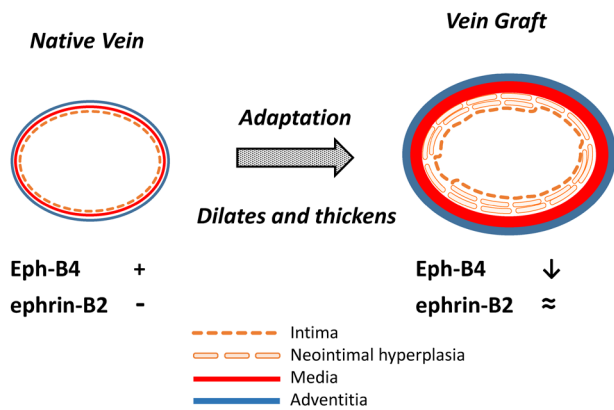 Native Vein
Vein Graft
Adaptation
Dilates and thickens
Eph-B4 +
ephrin-B2 -
Eph-B4 ↓
ephrin-B2 ≈
Intima
Neointimal hyperplasia
Media
Adventitia